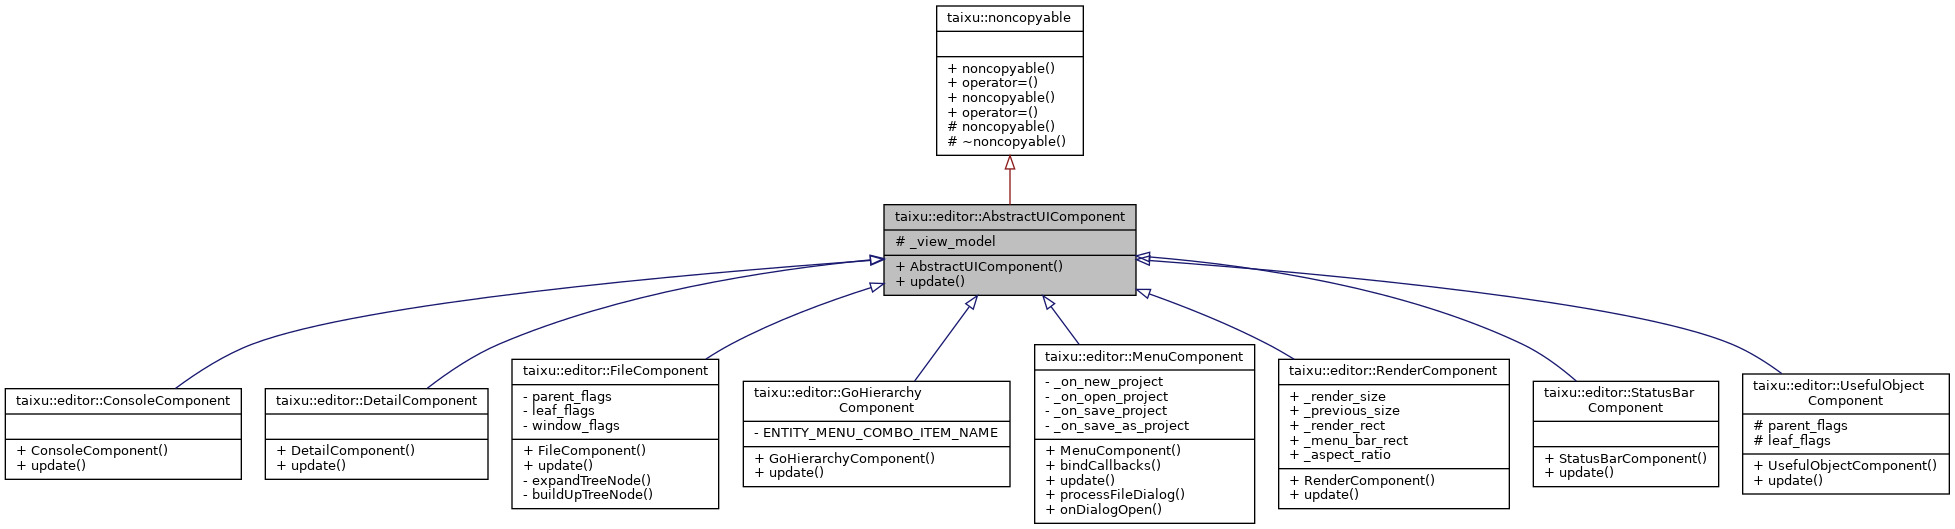 taixu::noncopyable
+ noncopyable()
+ operator=()
+ noncopyable()
+ operator=()
# noncopyable()
# ~noncopyable()
taixu::editor::AbstractUIComponent
# _view_model
+ AbstractUIComponent()
+ update()
taixu::editor::ConsoleComponent
+ ConsoleComponent()
+ update()
taixu::editor::DetailComponent
+ DetailComponent()
+ update()
taixu::editor::FileComponent
- parent_flags
- leaf_flags
- window_flags
+ FileComponent()
+ update()
- expandTreeNode()
- buildUpTreeNode()
taixu::editor::GoHierarchy
Component
- ENTITY_MENU_COMBO_ITEM_NAME
+ GoHierarchyComponent()
+ update()
taixu::editor::MenuComponent
- _on_new_project
- _on_open_project
- _on_save_project
- _on_save_as_project
+ MenuComponent()
+ bindCallbacks()
+ update()
+ processFileDialog()
+ onDialogOpen()
taixu::editor::RenderComponent
+ _render_size
+ _previous_size
+ _render_rect
+ _menu_bar_rect
+ _aspect_ratio
+ RenderComponent()
+ update()
taixu::editor::StatusBar
Component
+ StatusBarComponent()
+ update()
taixu::editor::UsefulObject
Component
# parent_flags
# leaf_flags
+ UsefulObjectComponent()
+ update()